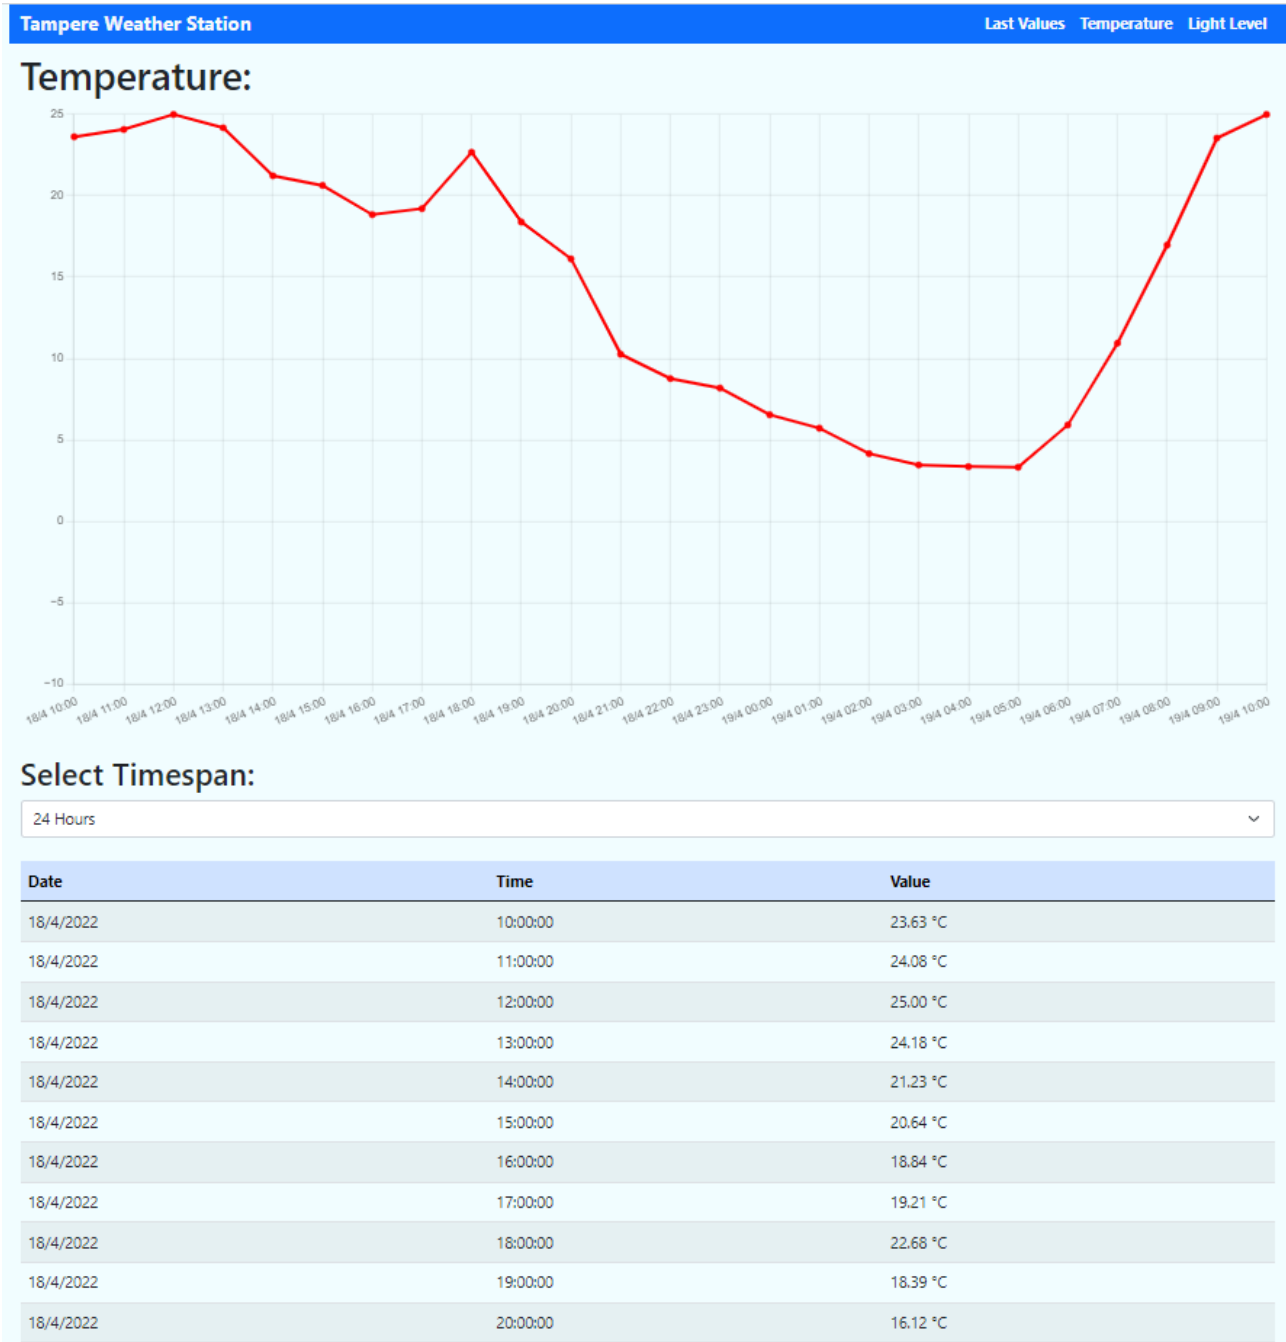 Tampere Weather Station Last Values Temperature Light Level
Temperature:
25
20
15
10
5
0
−5
−10
18/4 10:00 18/4 11:00 18/4 12:00 18/4 13:00 18/4 14:00 18/4 15:00 18/4 16:00 18/4 17:00 18/4 18:00 18/4 19:00 18/4 20:00 18/4 21:00 18/4 22:00 18/4 23:00 19/4 00:00 19/4 01:00 19/4 02:00 19/4 03:00 19/4 04:00 19/4 05:00 19/4 06:00 19/4 07:00 19/4 08:00 19/4 09:00 19/4 10:00
Select Timespan:
24 Hours
Date Time Value
18/4/2022 10:00:00 23.63 °C
18/4/2022 11:00:00 24.08 °C
18/4/2022 12:00:00 25.00 °C
18/4/2022 13:00:00 24.18 °C
18/4/2022 14:00:00 21.23 °C
18/4/2022 15:00:00 20.64 °C
18/4/2022 16:00:00 18.84 °C
18/4/2022 17:00:00 19.21 °C
18/4/2022 18:00:00 22.68 °C
18/4/2022 19:00:00 18.39 °C
18/4/2022 20:00:00 16.12 °C